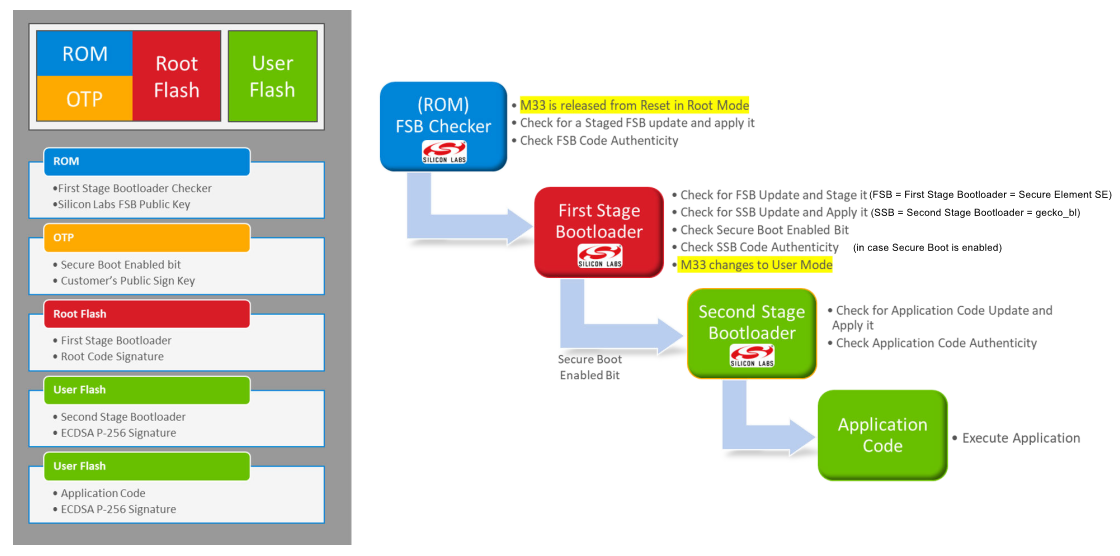 ROM
OTP
Root
Flash
User
Flash
ROM
•First Stage Bootloader Checker
•Silicon Labs FSB Public Key
OTP
• Secure Boot Enabled bit
• Customer's Public Sign Key
Root Flash
• First Stage Bootloader
• Root Code Signature
User Flash
• Second Stage Bootloader
• ECDSA P-256 Signature
User Flash
• Application Code
• ECDSA P-256 Signature
(ROM)
FSB Checker
SILICON LABS
• M33 is released from Reset in Root Mode
• Check for a Staged FSB update and apply it
• Check FSB Code Authenticity
First Stage
Bootloader
SILICON LABS
• Check for FSB Update and Stage it (FSB = First Stage Bootloader = Secure Element SE)
• Check for SSB Update and Apply it (SSB = Second Stage Bootloader = gecko_bl)
• Check Secure Boot Enabled Bit
• Check SSB Code Authenticity (in case Secure Boot is enabled)
• M33 changes to User Mode
Secure Boot
Enabled Bit
Second Stage
Bootloader
SILICON LABS
• Check for Application Code Update and
Apply it
• Check Application Code Authenticity
Application
Code
• Execute Application